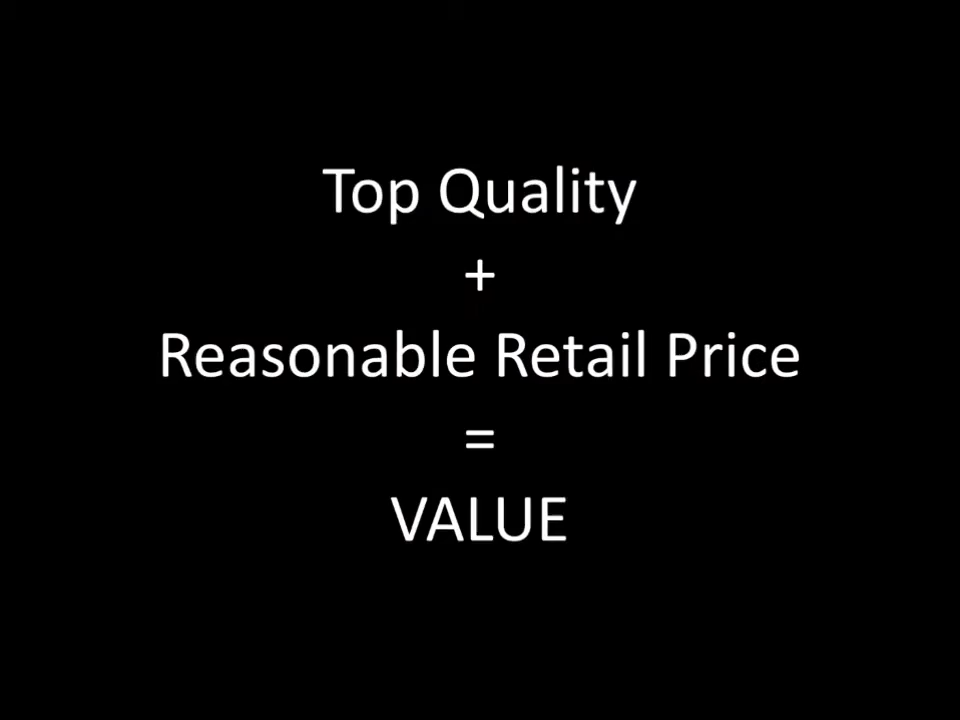 Top Quality
+
Reasonable Retail Price
=
VALUE